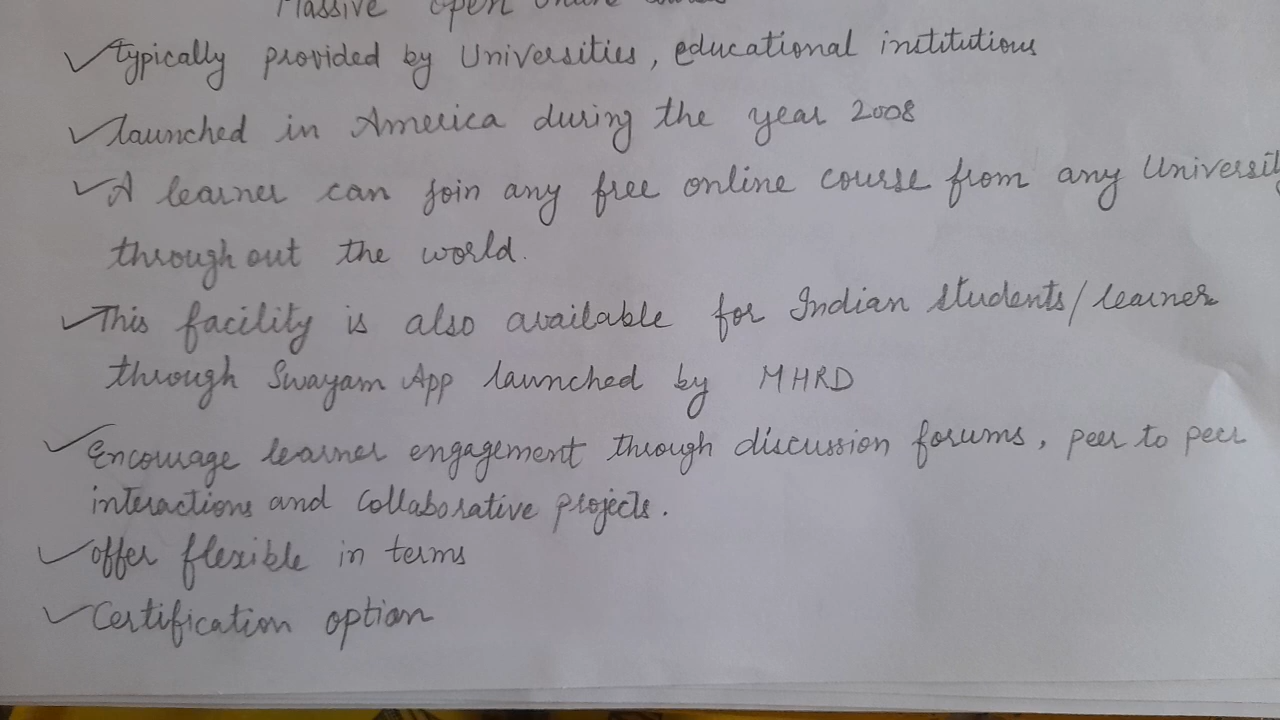 Massive open online course
✓typically provided by Universities, educational institutions
✓launched in America during the year 2008
✓A learner can join any free online course from any Universit
through out the world.
✓This facility is also available for Indian students/learner
through Swayam App launched by MHRD
✓Encourage learner engagement through discussion forums, peer to peer
interactions and collaborative projects.
✓offer flexible in terms
✓Certification option